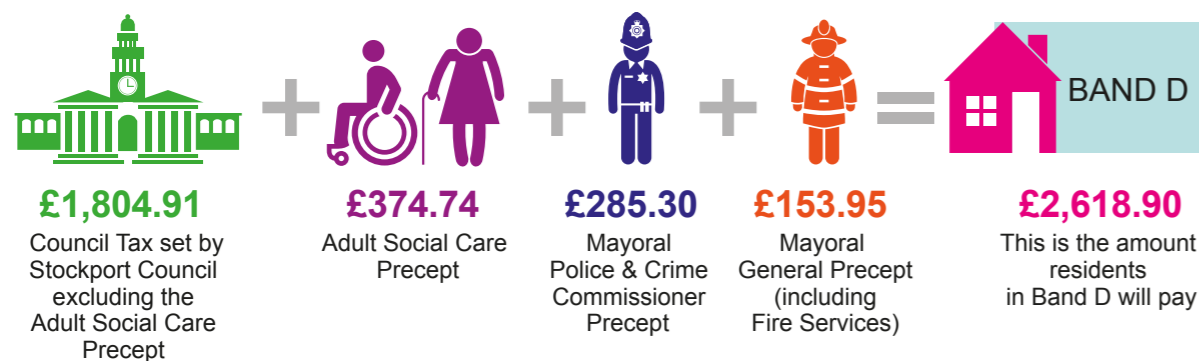 BAND D
£1,804.91
Council Tax set by
Stockport Council
excluding the
Adult Social Care
Precept
£374.74
Adult Social Care
Precept
£285.30
Mayoral
Police & Crime
Commissioner
Precept
£153.95
Mayoral
General Precept
(including
Fire Services)
£2,618.90
This is the amount
residents
in Band D will pay